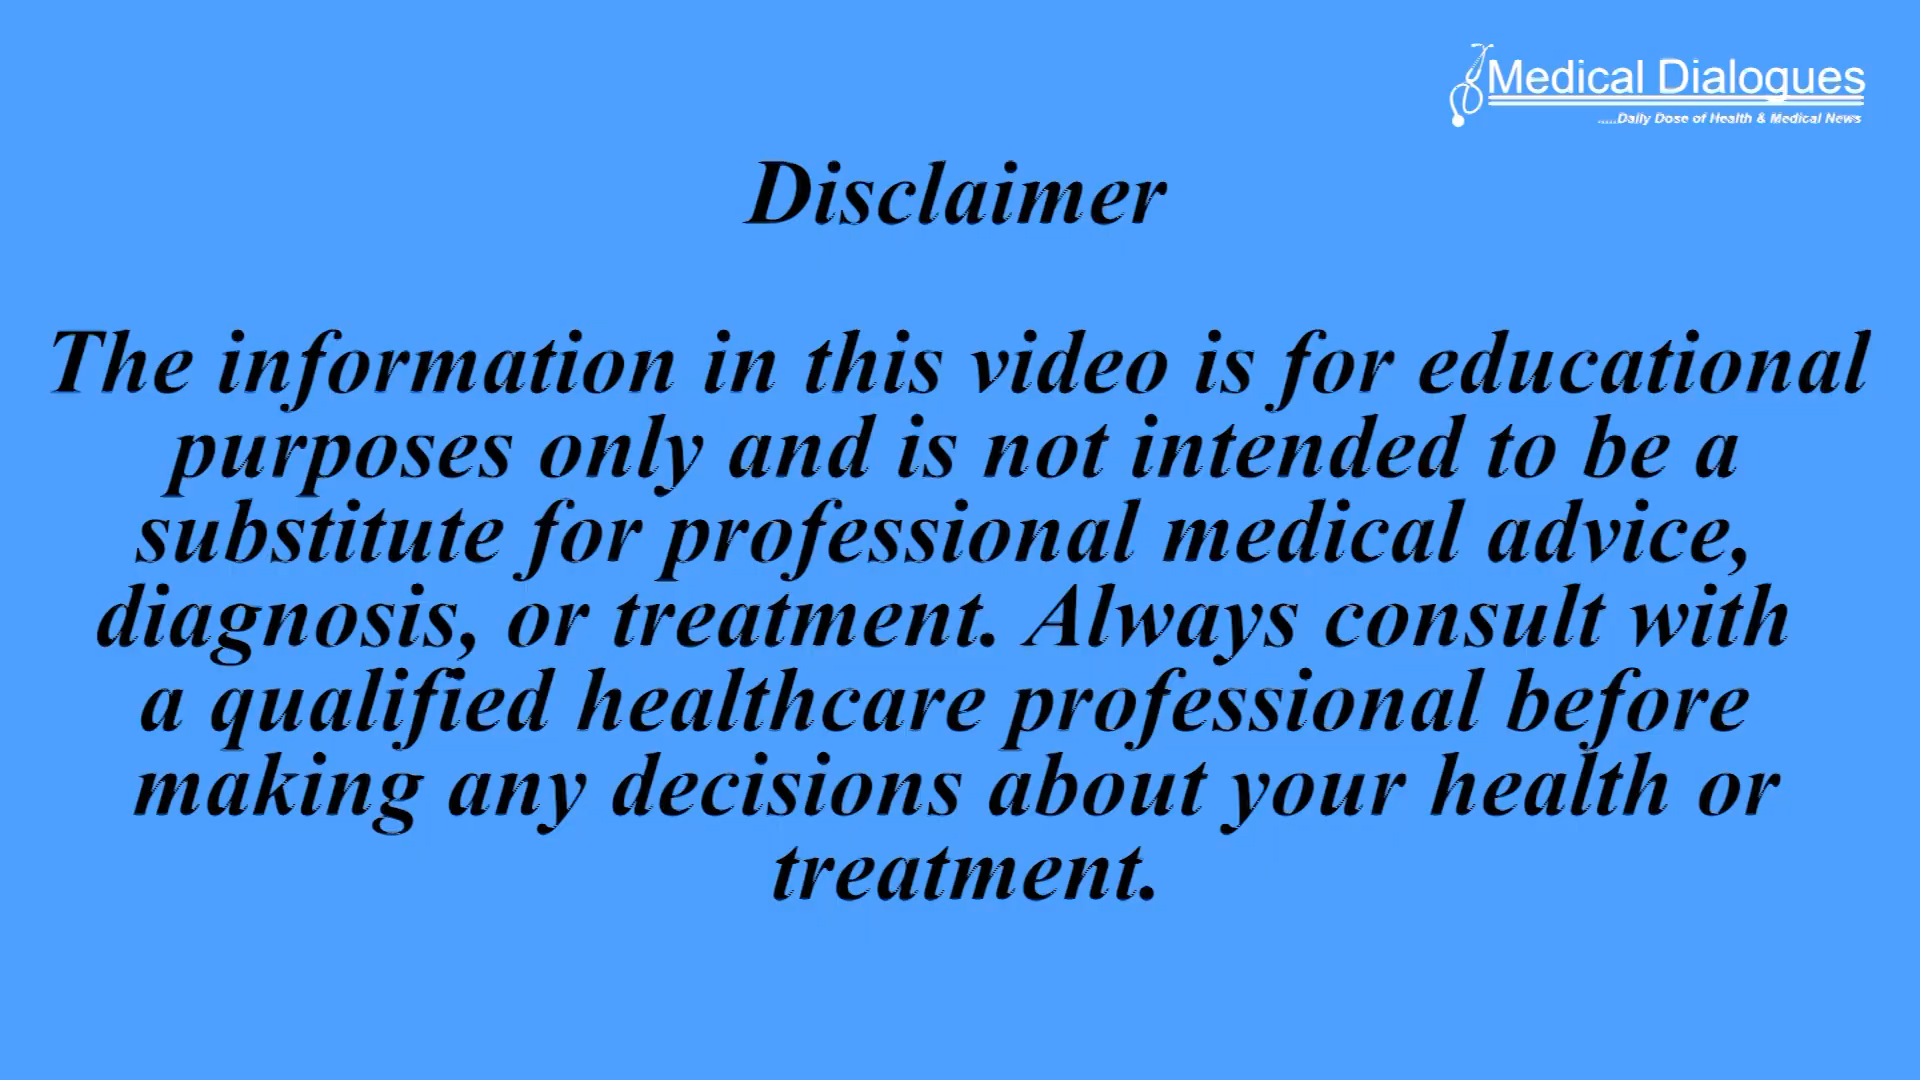 Medical Dialogues
.....Daily Dose of Health & Medical News
Disclaimer
The information in this video is for educational
purposes only and is not intended to be a
substitute for professional medical advice,
diagnosis, or treatment. Always consult with
a qualified healthcare professional before
making any decisions about your health or
treatment.